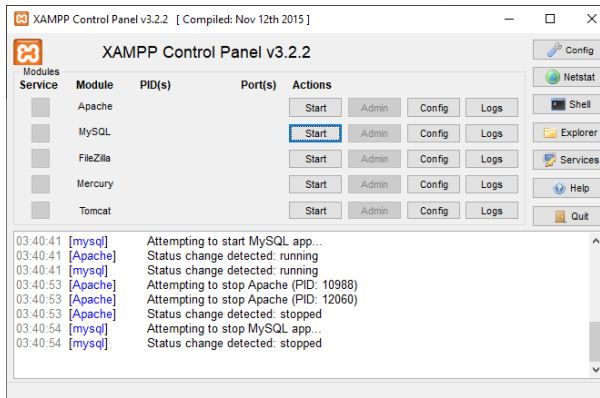 XAMPP Control Panel v3.2.2 [ Compiled: Nov 12th 2015 ]
XAMPP Control Panel v3.2.2
Config
Modules
Service Module PID(s) Port(s) Actions
Netstat
Apache Start Admin Config Logs
Shell
MySQL Start Admin Config Logs
Explorer
FileZilla Start Admin Config Logs
Services
Mercury Start Admin Config Logs
Help
Tomcat Start Admin Config Logs
Quit
03:40:41 [mysql] Attempting to start MySQL app...
03:40:41 [Apache] Status change detected: running
03:40:41 [mysql] Status change detected: running
03:40:53 [Apache] Attempting to stop Apache (PID: 10988)
03:40:53 [Apache] Attempting to stop Apache (PID: 12060)
03:40:53 [Apache] Status change detected: stopped
03:40:54 [mysql] Attempting to stop MySQL app...
03:40:54 [mysql] Status change detected: stopped